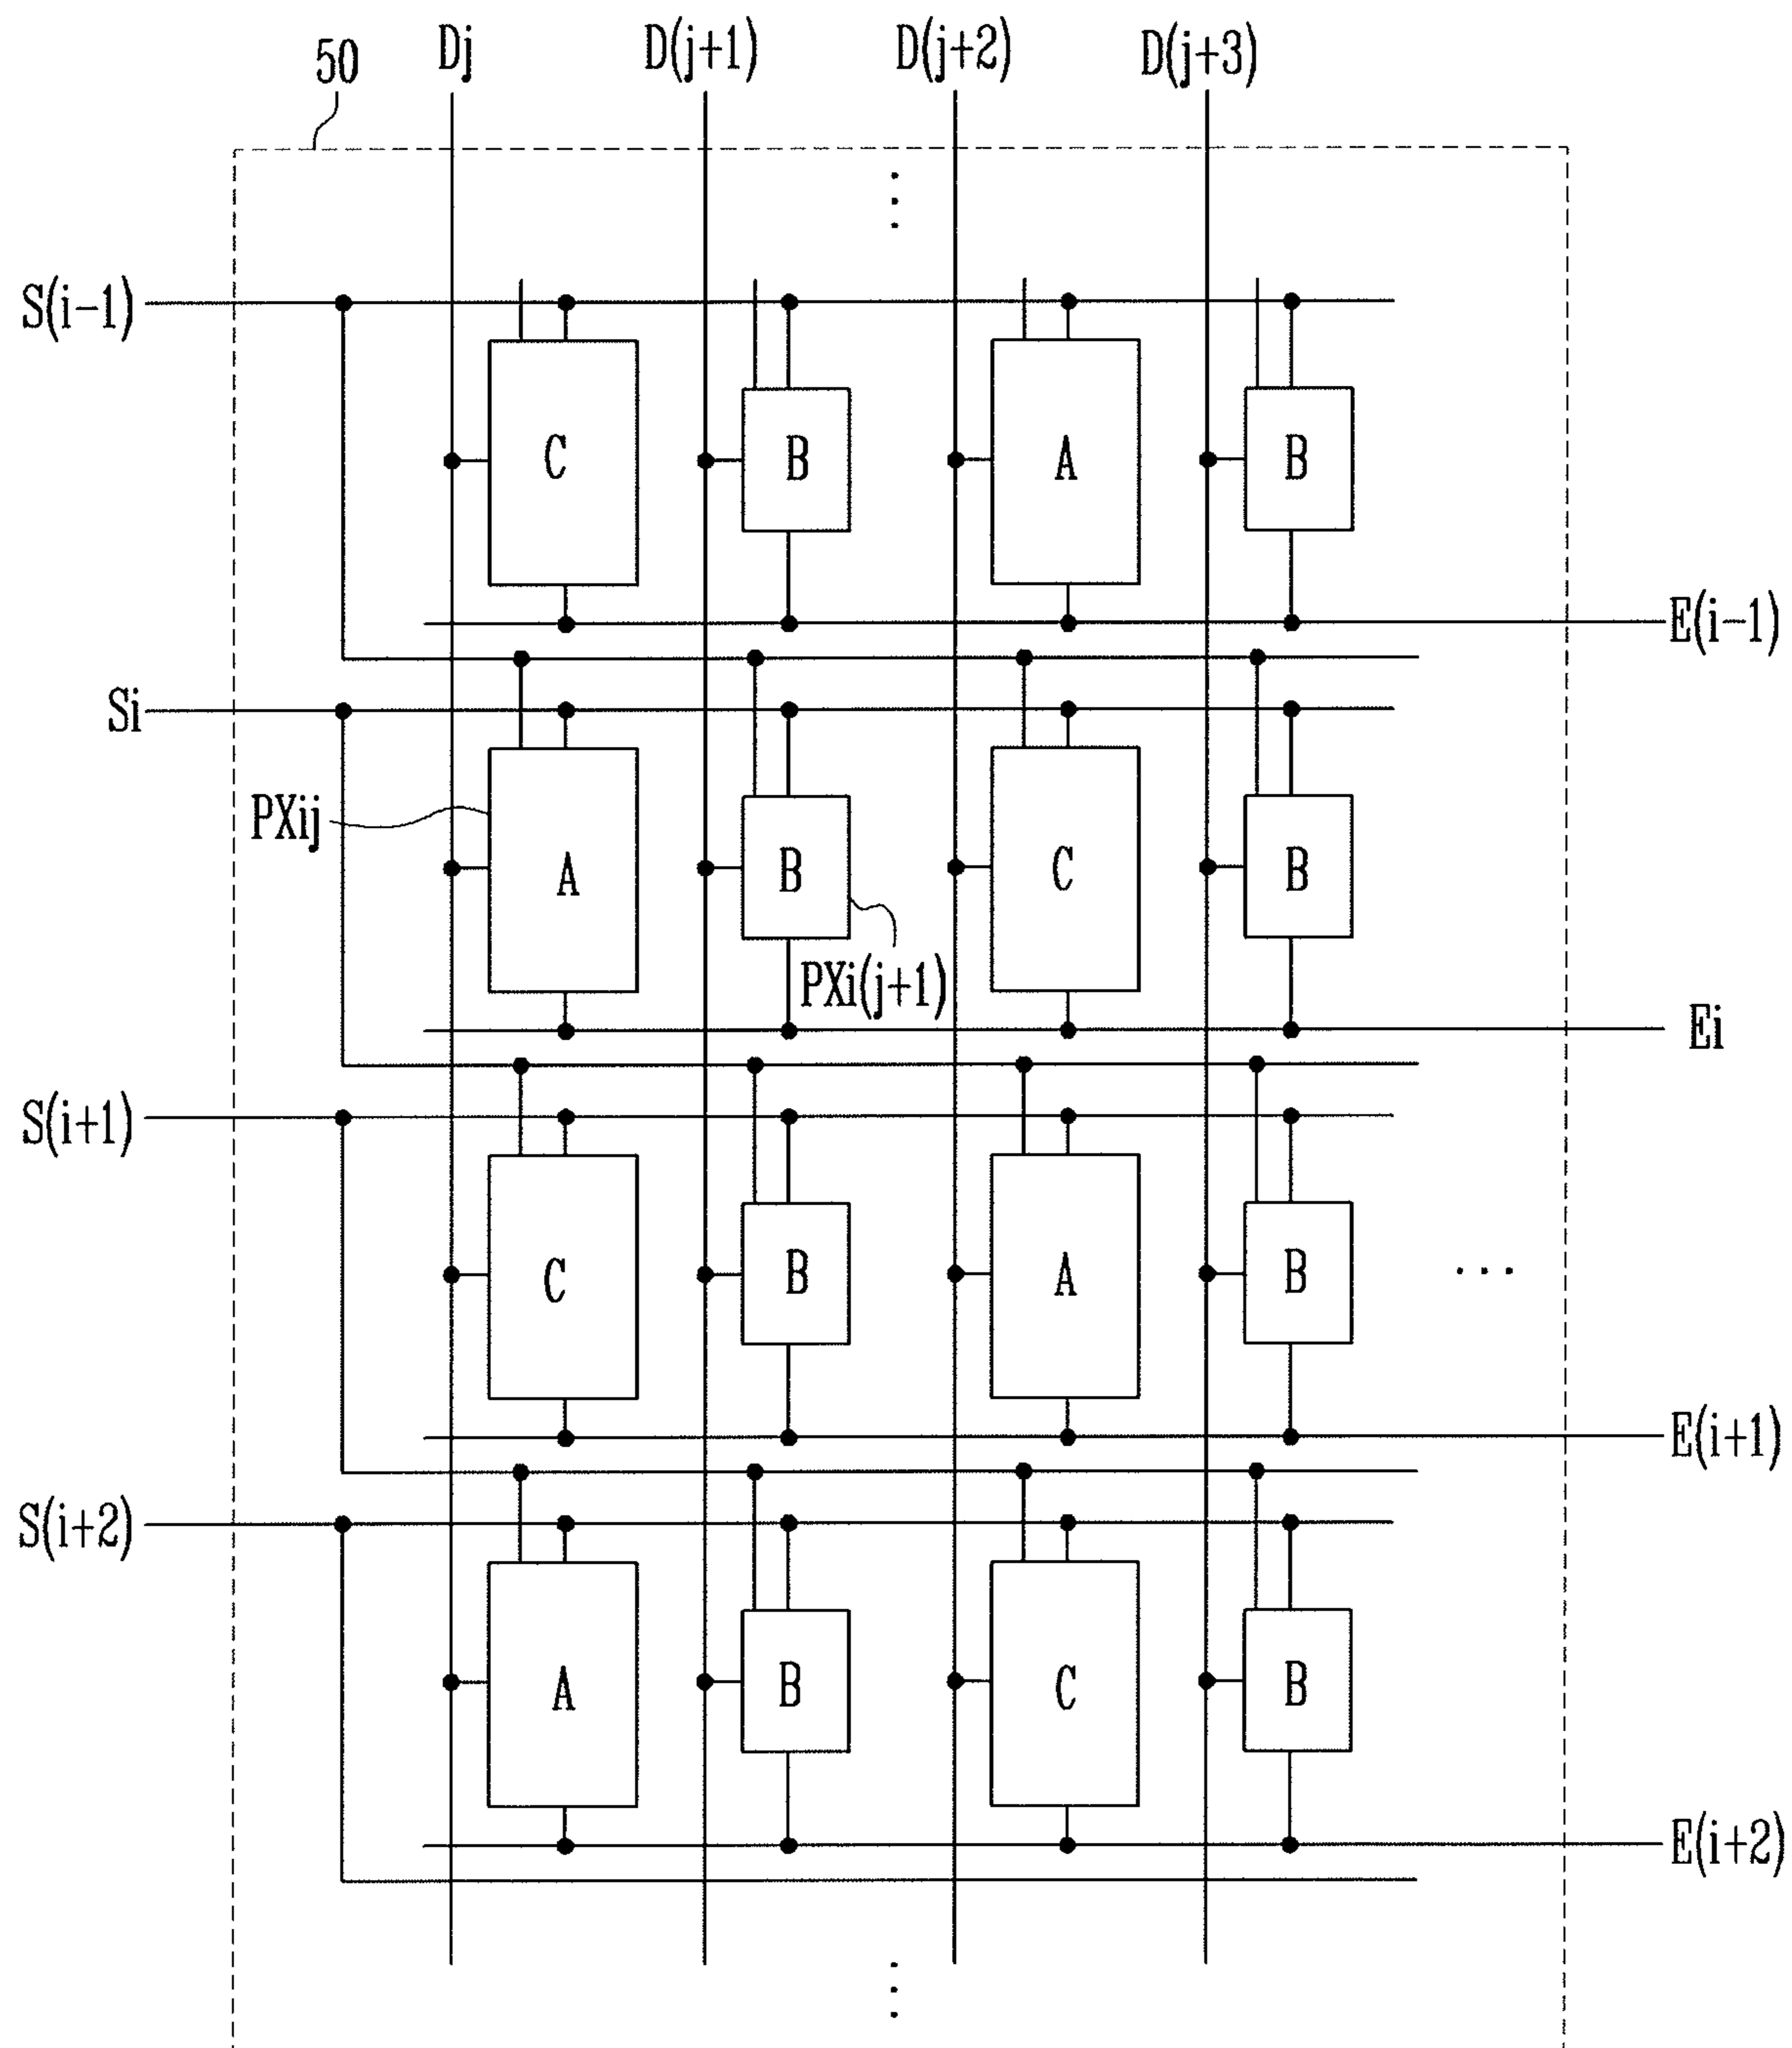 50 Dj D(j+1) D(j+2) D(j+3)
S(i-1)
C B A B
E(i-1)
Si
PXij
A B C B
PXi(j+1)
Ei
S(i+1)
C B A B
E(i+1)
S(i+2)
A B C B
E(i+2)